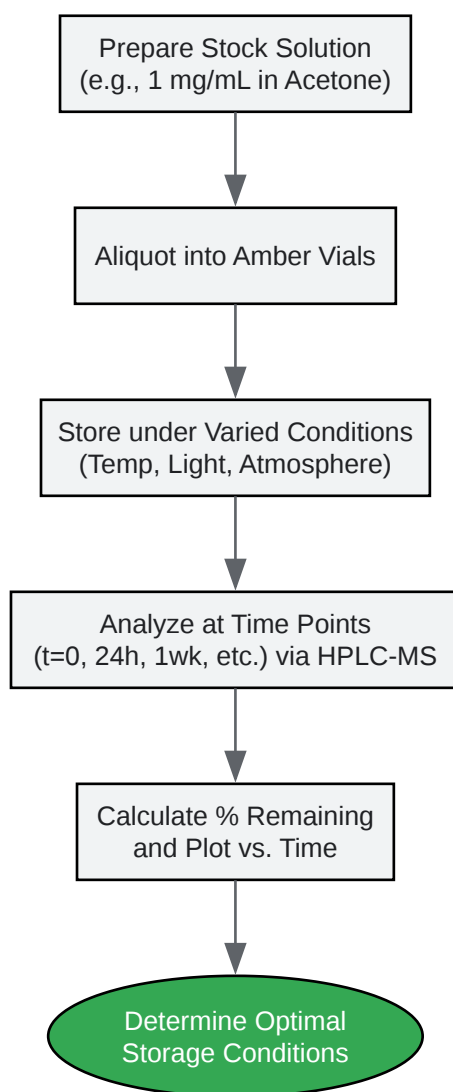 Prepare Stock Solution
(e.g., 1 mg/mL in Acetone)
Aliquot into Amber Vials
Store under Varied Conditions
(Temp, Light, Atmosphere)
Analyze at Time Points
(t=0, 24h, 1wk, etc.) via HPLC-MS
Calculate % Remaining
and Plot vs. Time
Determine Optimal
Storage Conditions